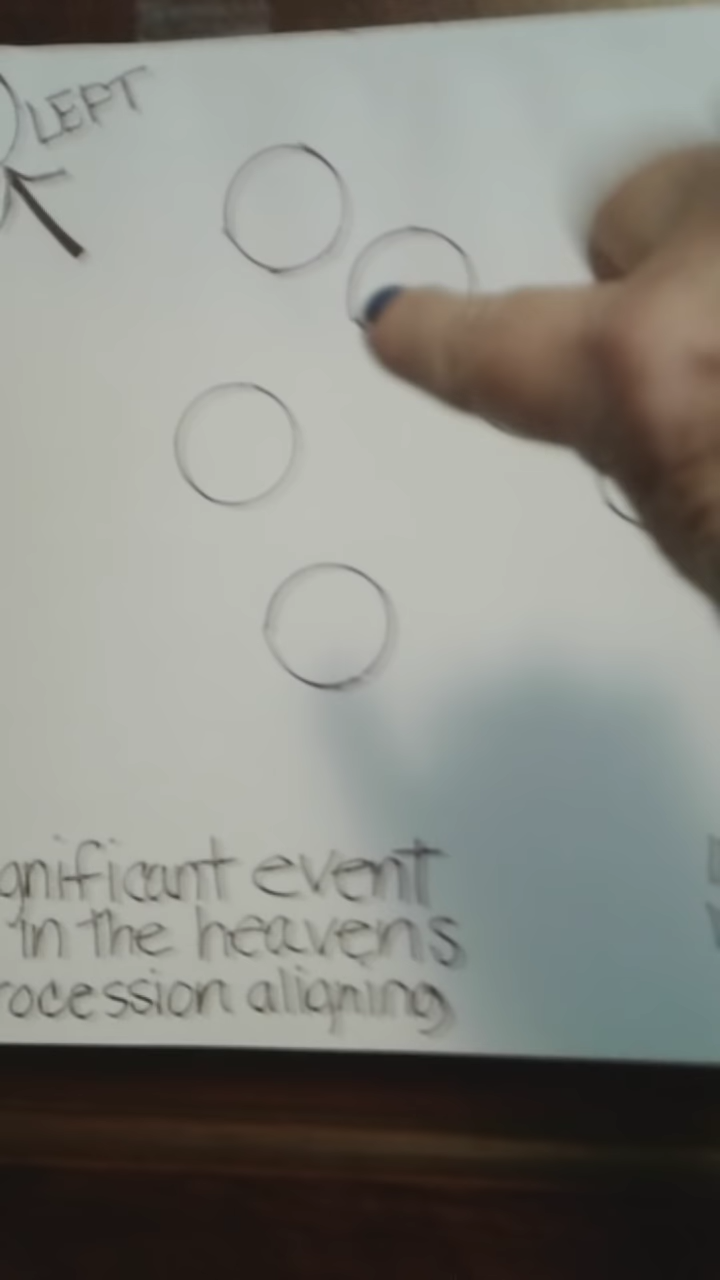 LEFT
gnificant event
in the heavens
rocession aligning